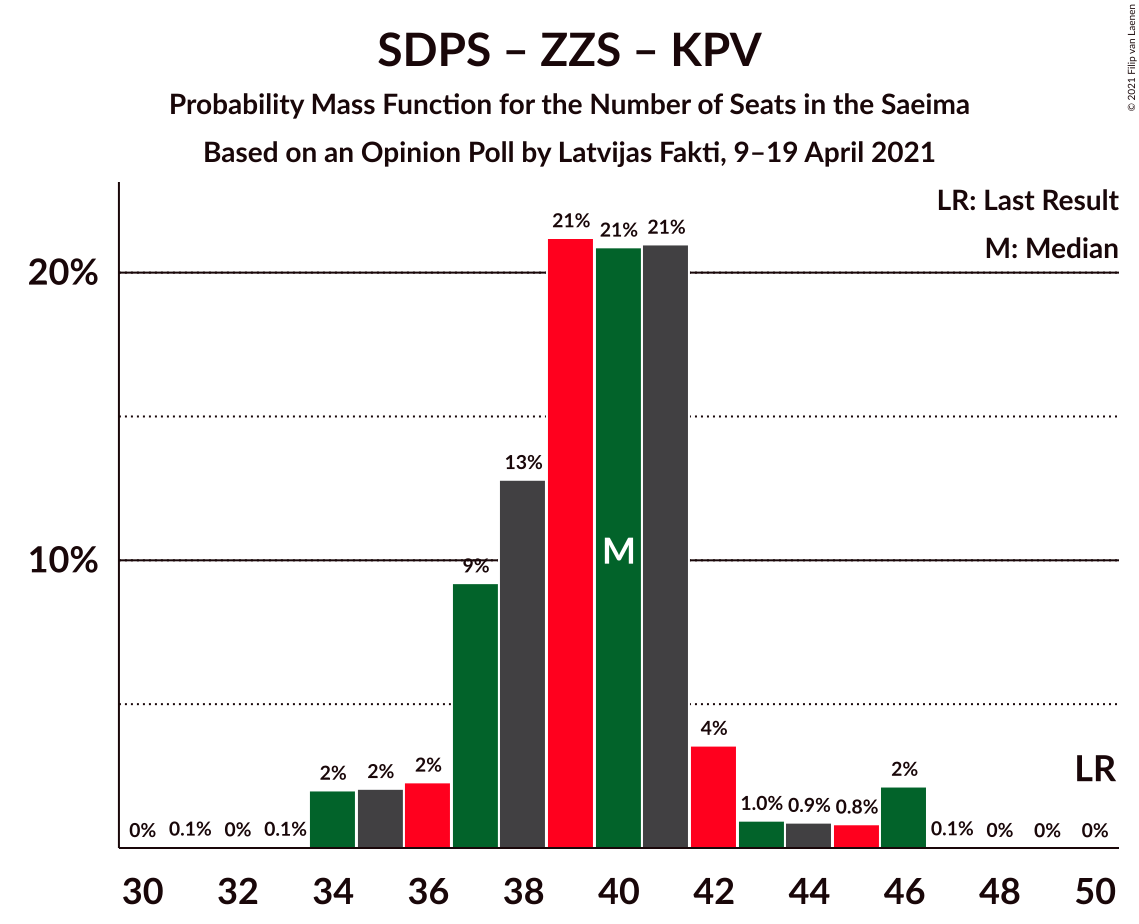 SDPS – ZZS – KPV
Probability Mass Function for the Number of Seats in the Saeima
Based on an Opinion Poll by Latvijas Fakti, 9–19 April 2021
© 2021 Filip van Laenen
LR: Last Result
M: Median
20%
10%
0%
0.1%
0%
0.1%
2%
2%
2%
9%
13%
21%
21%
21%
4%
1.0%
0.9%
0.8%
2%
0.1%
0%
0%
0%
M
LR
30 32 34 36 38 40 42 44 46 48 50